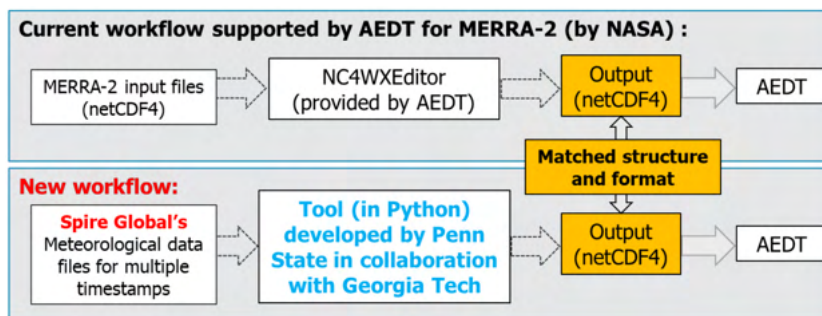 Current workflow supported by AEDT for MERRA-2 (by NASA) :
MERRA-2 input files
(netCDF4)
NC4WXEditor
(provided by AEDT)
Output
(netCDF4)
AEDT
Matched structure
and format
New workflow:
Spire Global's
Meteorological data
files for multiple
timestamps
Tool (in Python)
developed by Penn
State in collaboration
with Georgia Tech
Output
(netCDF4)
AEDT